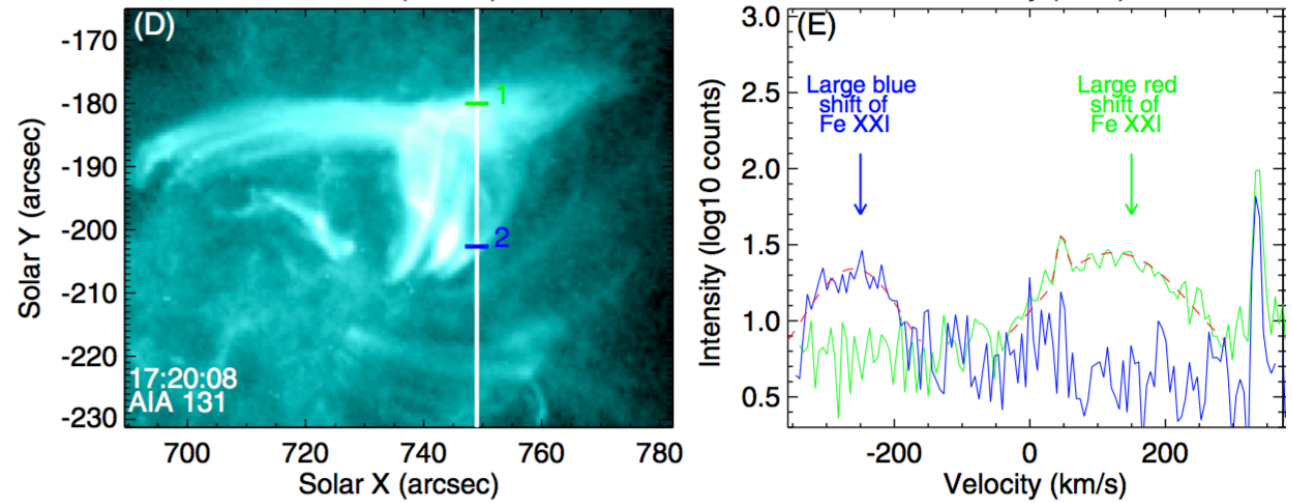 (D)
-170
-180
-190
-200
-210
-220
-230
Solar Y (arcsec)
1
2
17:20:08
AIA 131
700
720
740
760
780
Solar X (arcsec)
(E)
3.0
2.5
2.0
1.5
1.0
0.5
Intensity (log10 counts)
Large blue
shift of
Fe XXI
Large red
shift of
Fe XXI
-200
0
200
Velocity (km/s)